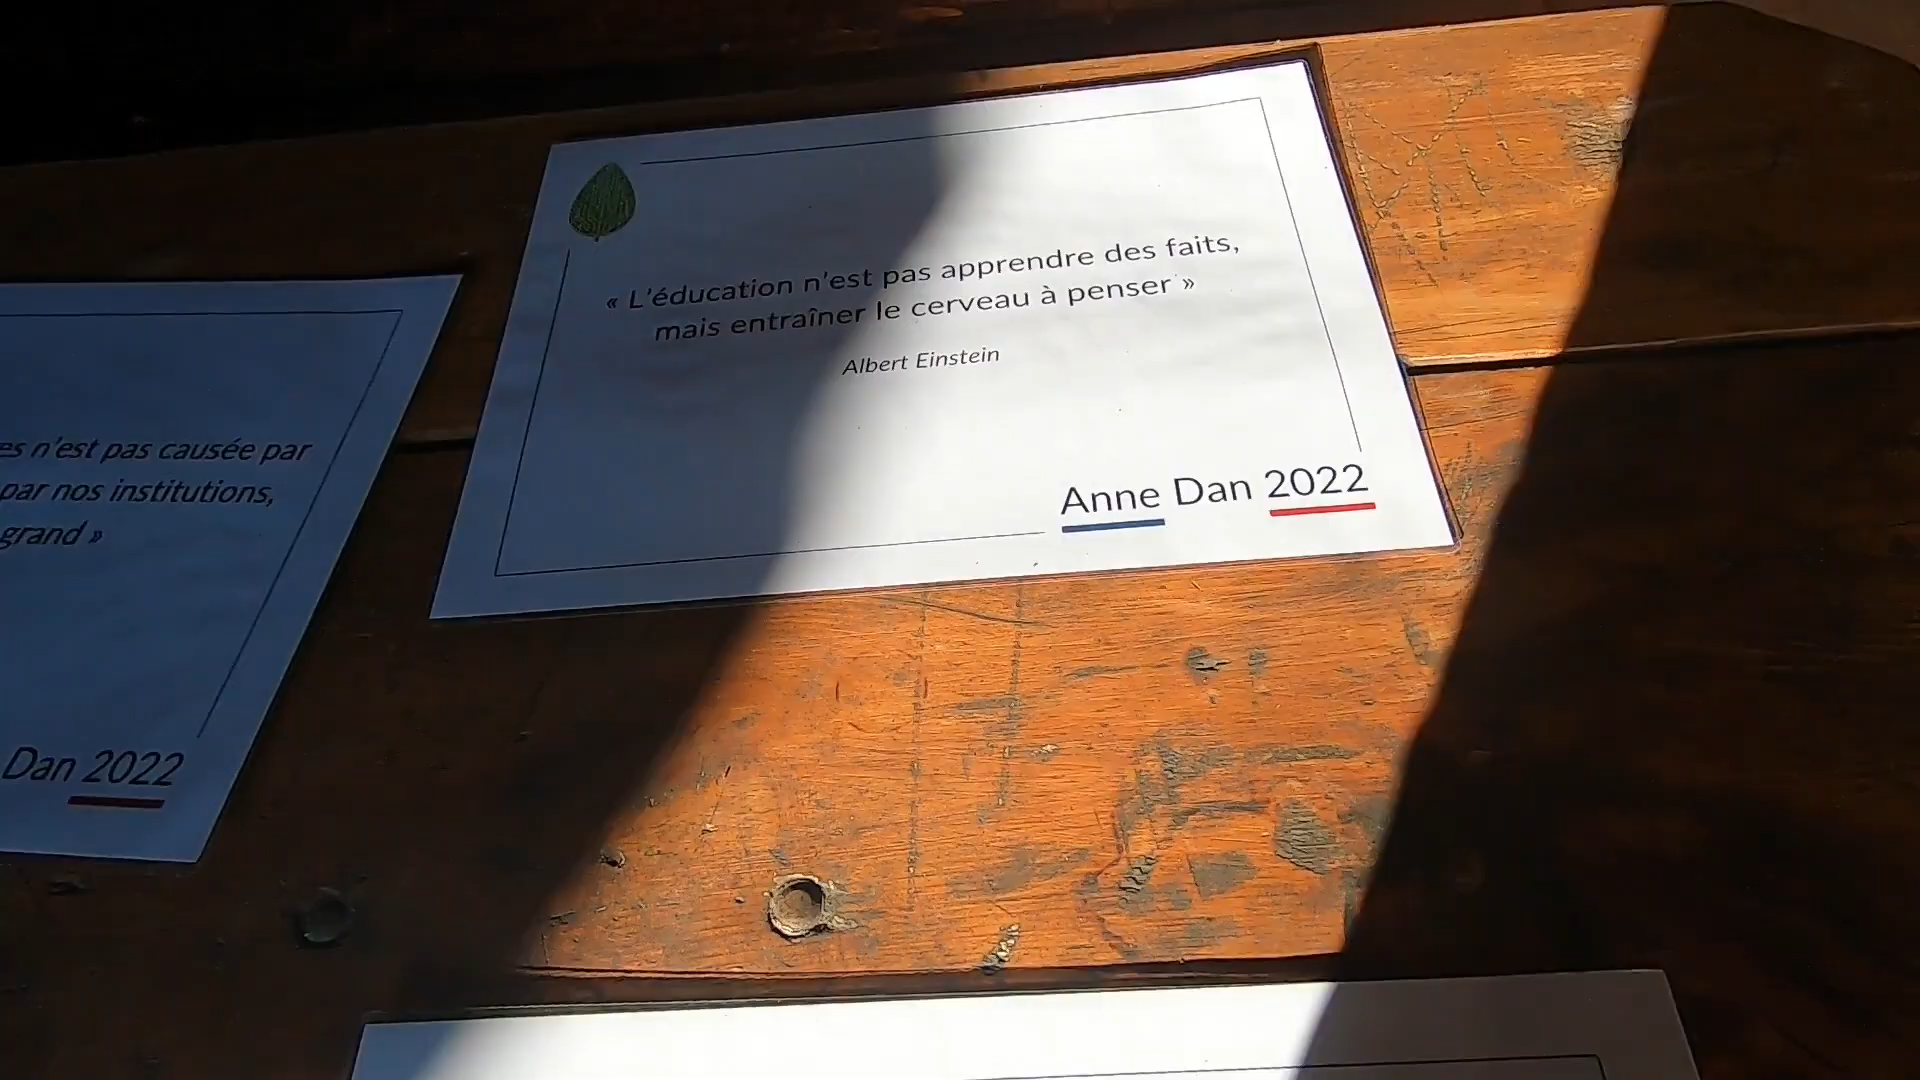 « L'éducation n'est pas apprendre des faits,
mais entraîner le cerveau à penser »
Albert Einstein
Anne Dan 2022
n'est pas causée par
par nos institutions,
grand »
Dan 2022